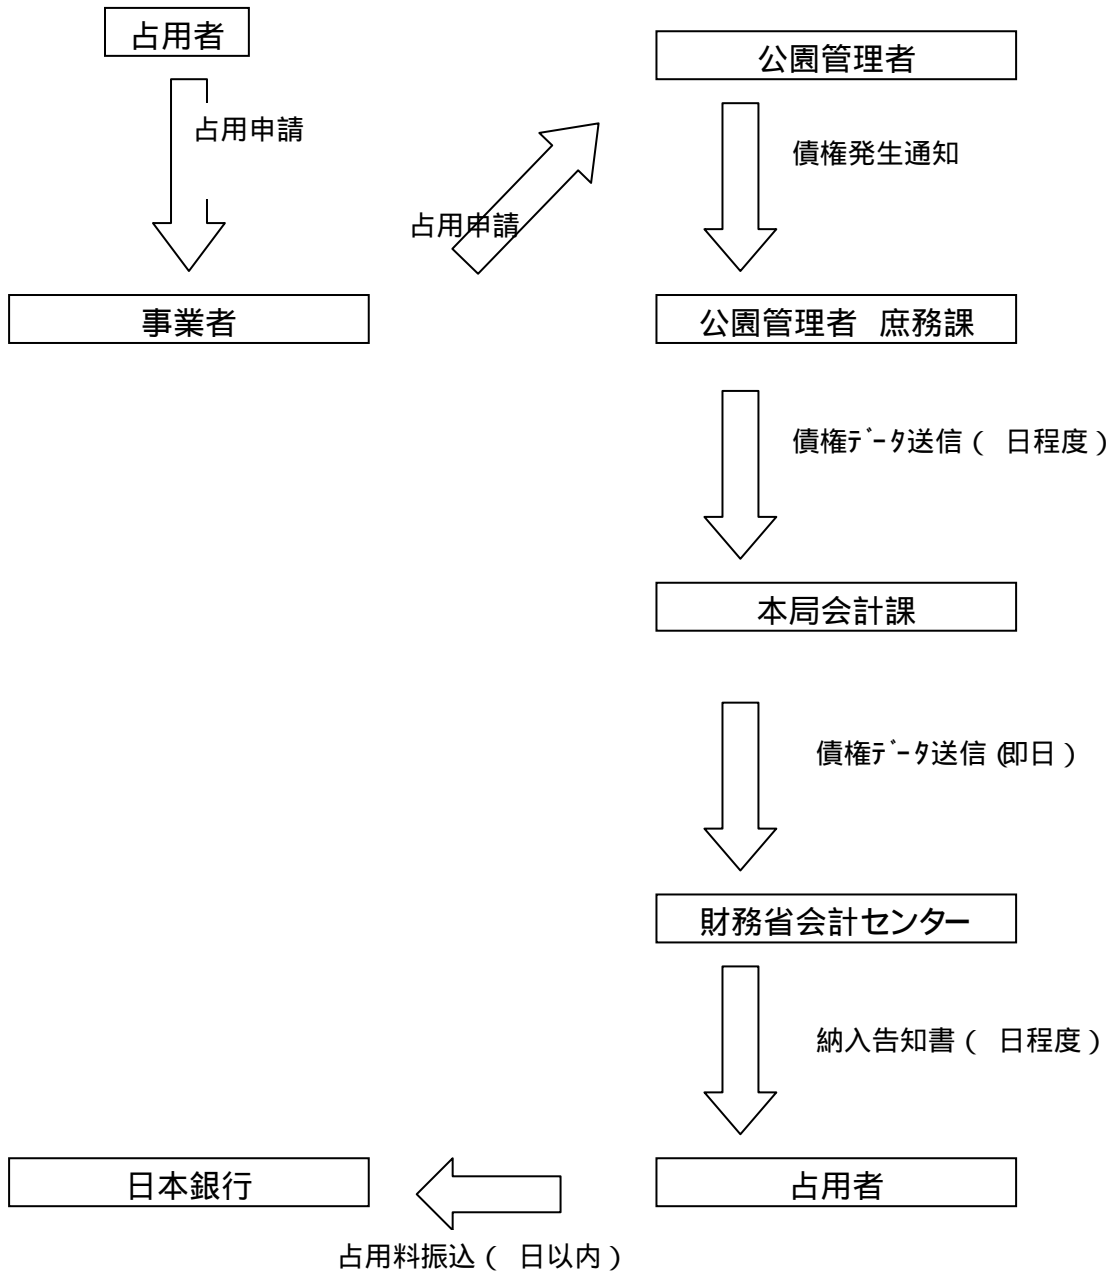 占用者
占用申請
事業者
占用申請
公園管理者
債権発生通知
公園管理者 庶務課
債権ﾃﾞｰﾀ送信( 日程度)
本局会計課
債権ﾃﾞｰﾀ送信(即日)
財務省会計センター
納入告知書( 日程度)
占用者
占用料振込( 日以内)
日本銀行